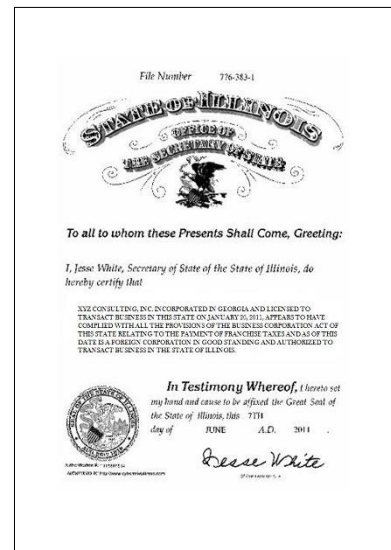 File Number 776-383-1
STATE OF ILLINOIS
OFFICE OF
THE SECRETARY OF STATE
To all to whom these Presents Shall Come, Greeting:
I, Jesse White, Secretary of State of the State of Illinois, do
hereby certify that
XYZ CONSULTING, INC. INCORPORATED IN GEORGIA AND LICENSED TO
TRANSACT BUSINESS IN THIS STATE ON JANUARY 20, 2011, APPEARS TO HAVE
COMPLIED WITH ALL THE PROVISIONS OF THE BUSINESS CORPORATION ACT OF
THIS STATE RELATING TO THE PAYMENT OF FRANCHISE TAXES AND AS OF THIS
DATE IS A FOREIGN CORPORATION IN GOOD STANDING AND AUTHORIZED TO
TRANSACT BUSINESS IN THE STATE OF ILLINOIS.
In Testimony Whereof, I hereto set
my hand and cause to be affixed the Great Seal of
the State of Illinois, this 7TH
day of JUNE A.D. 2011 .
Jesse White
SECRETARY OF STATE